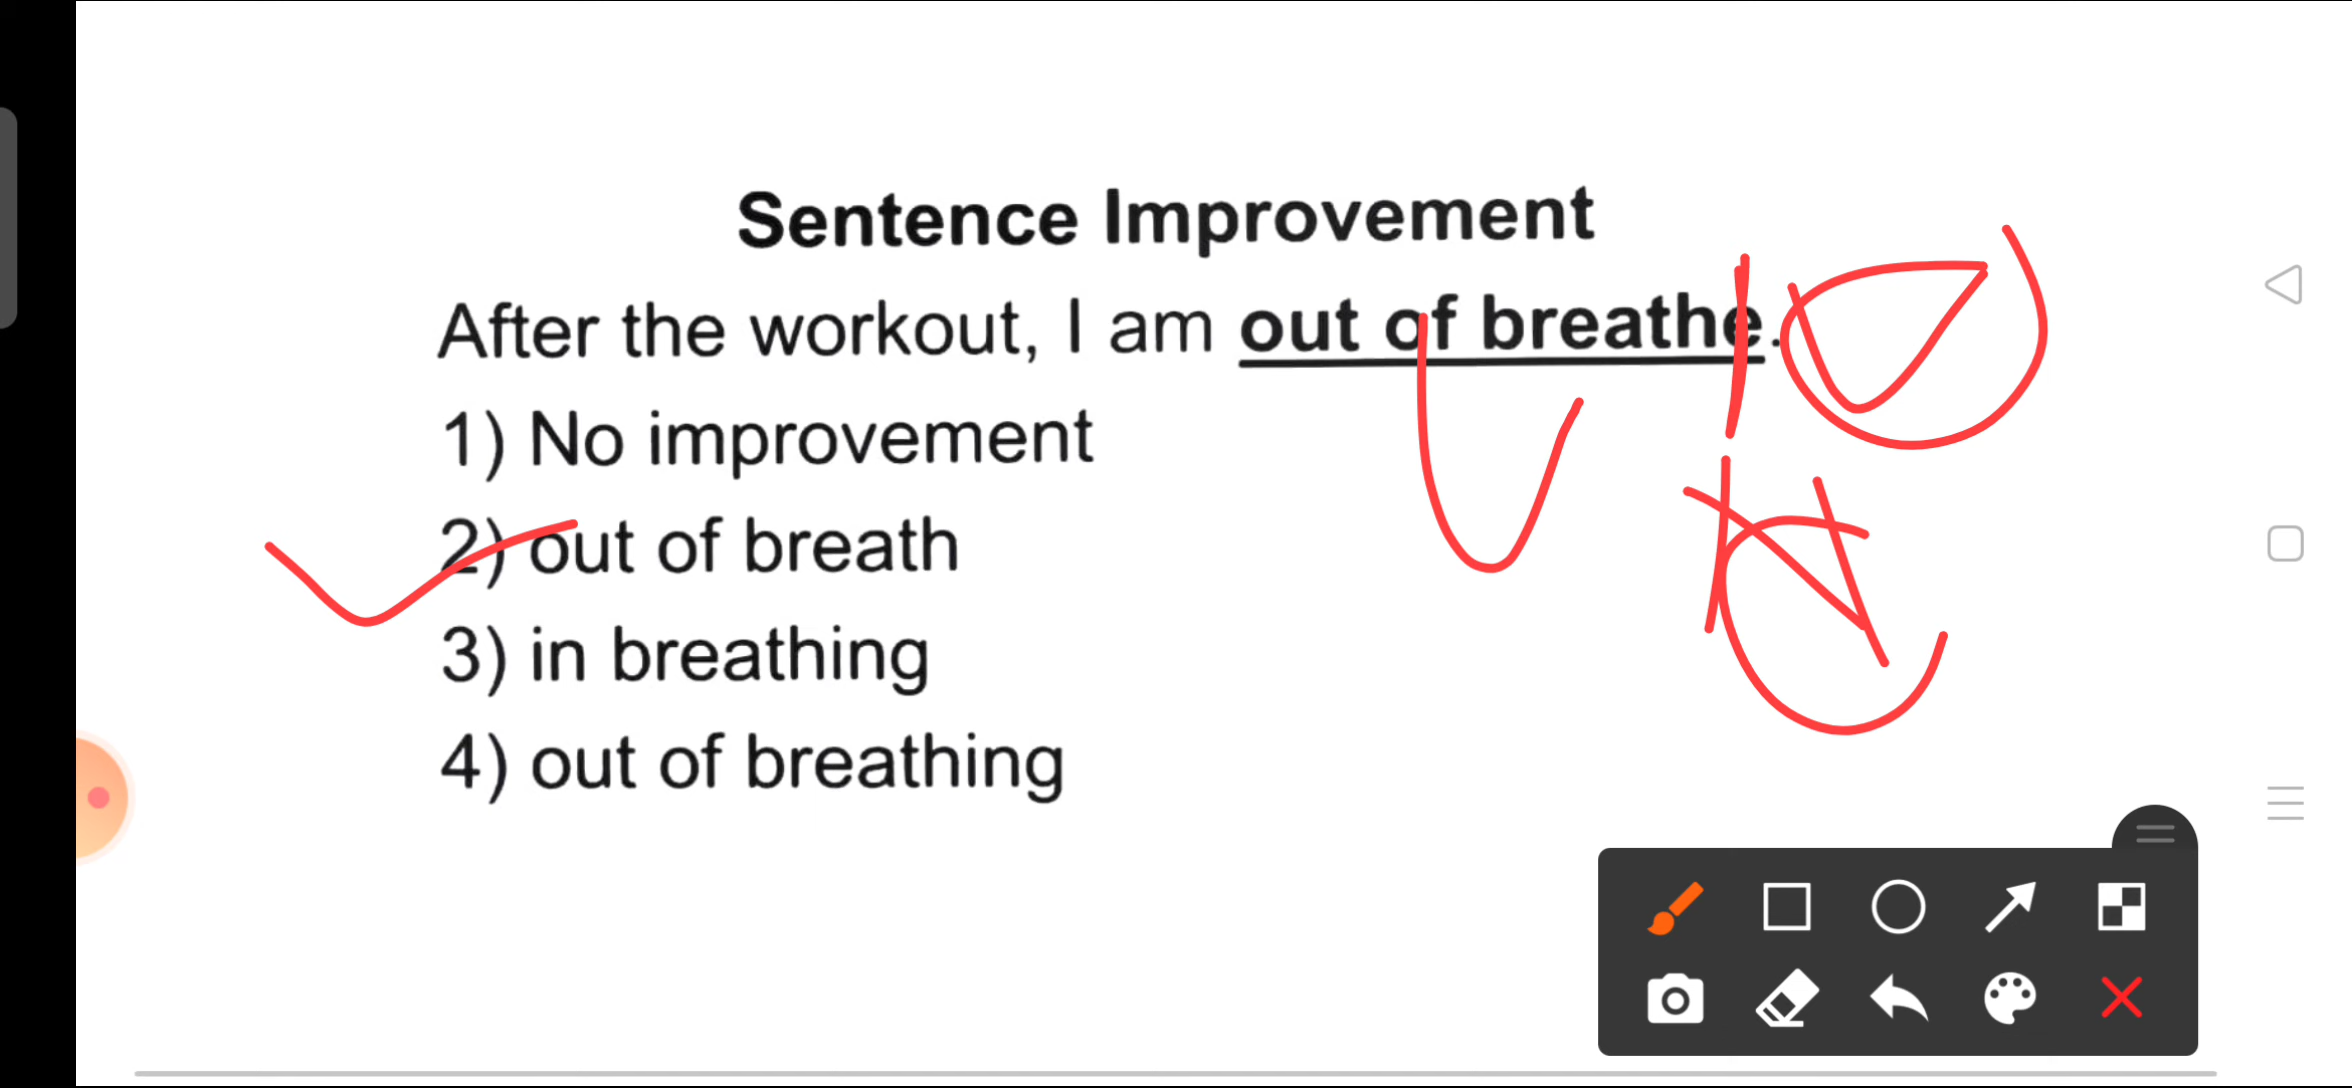 Sentence Improvement
After the workout, I am out of breathe.
1) No improvement
2) out of breath
3) in breathing
4) out of breathing